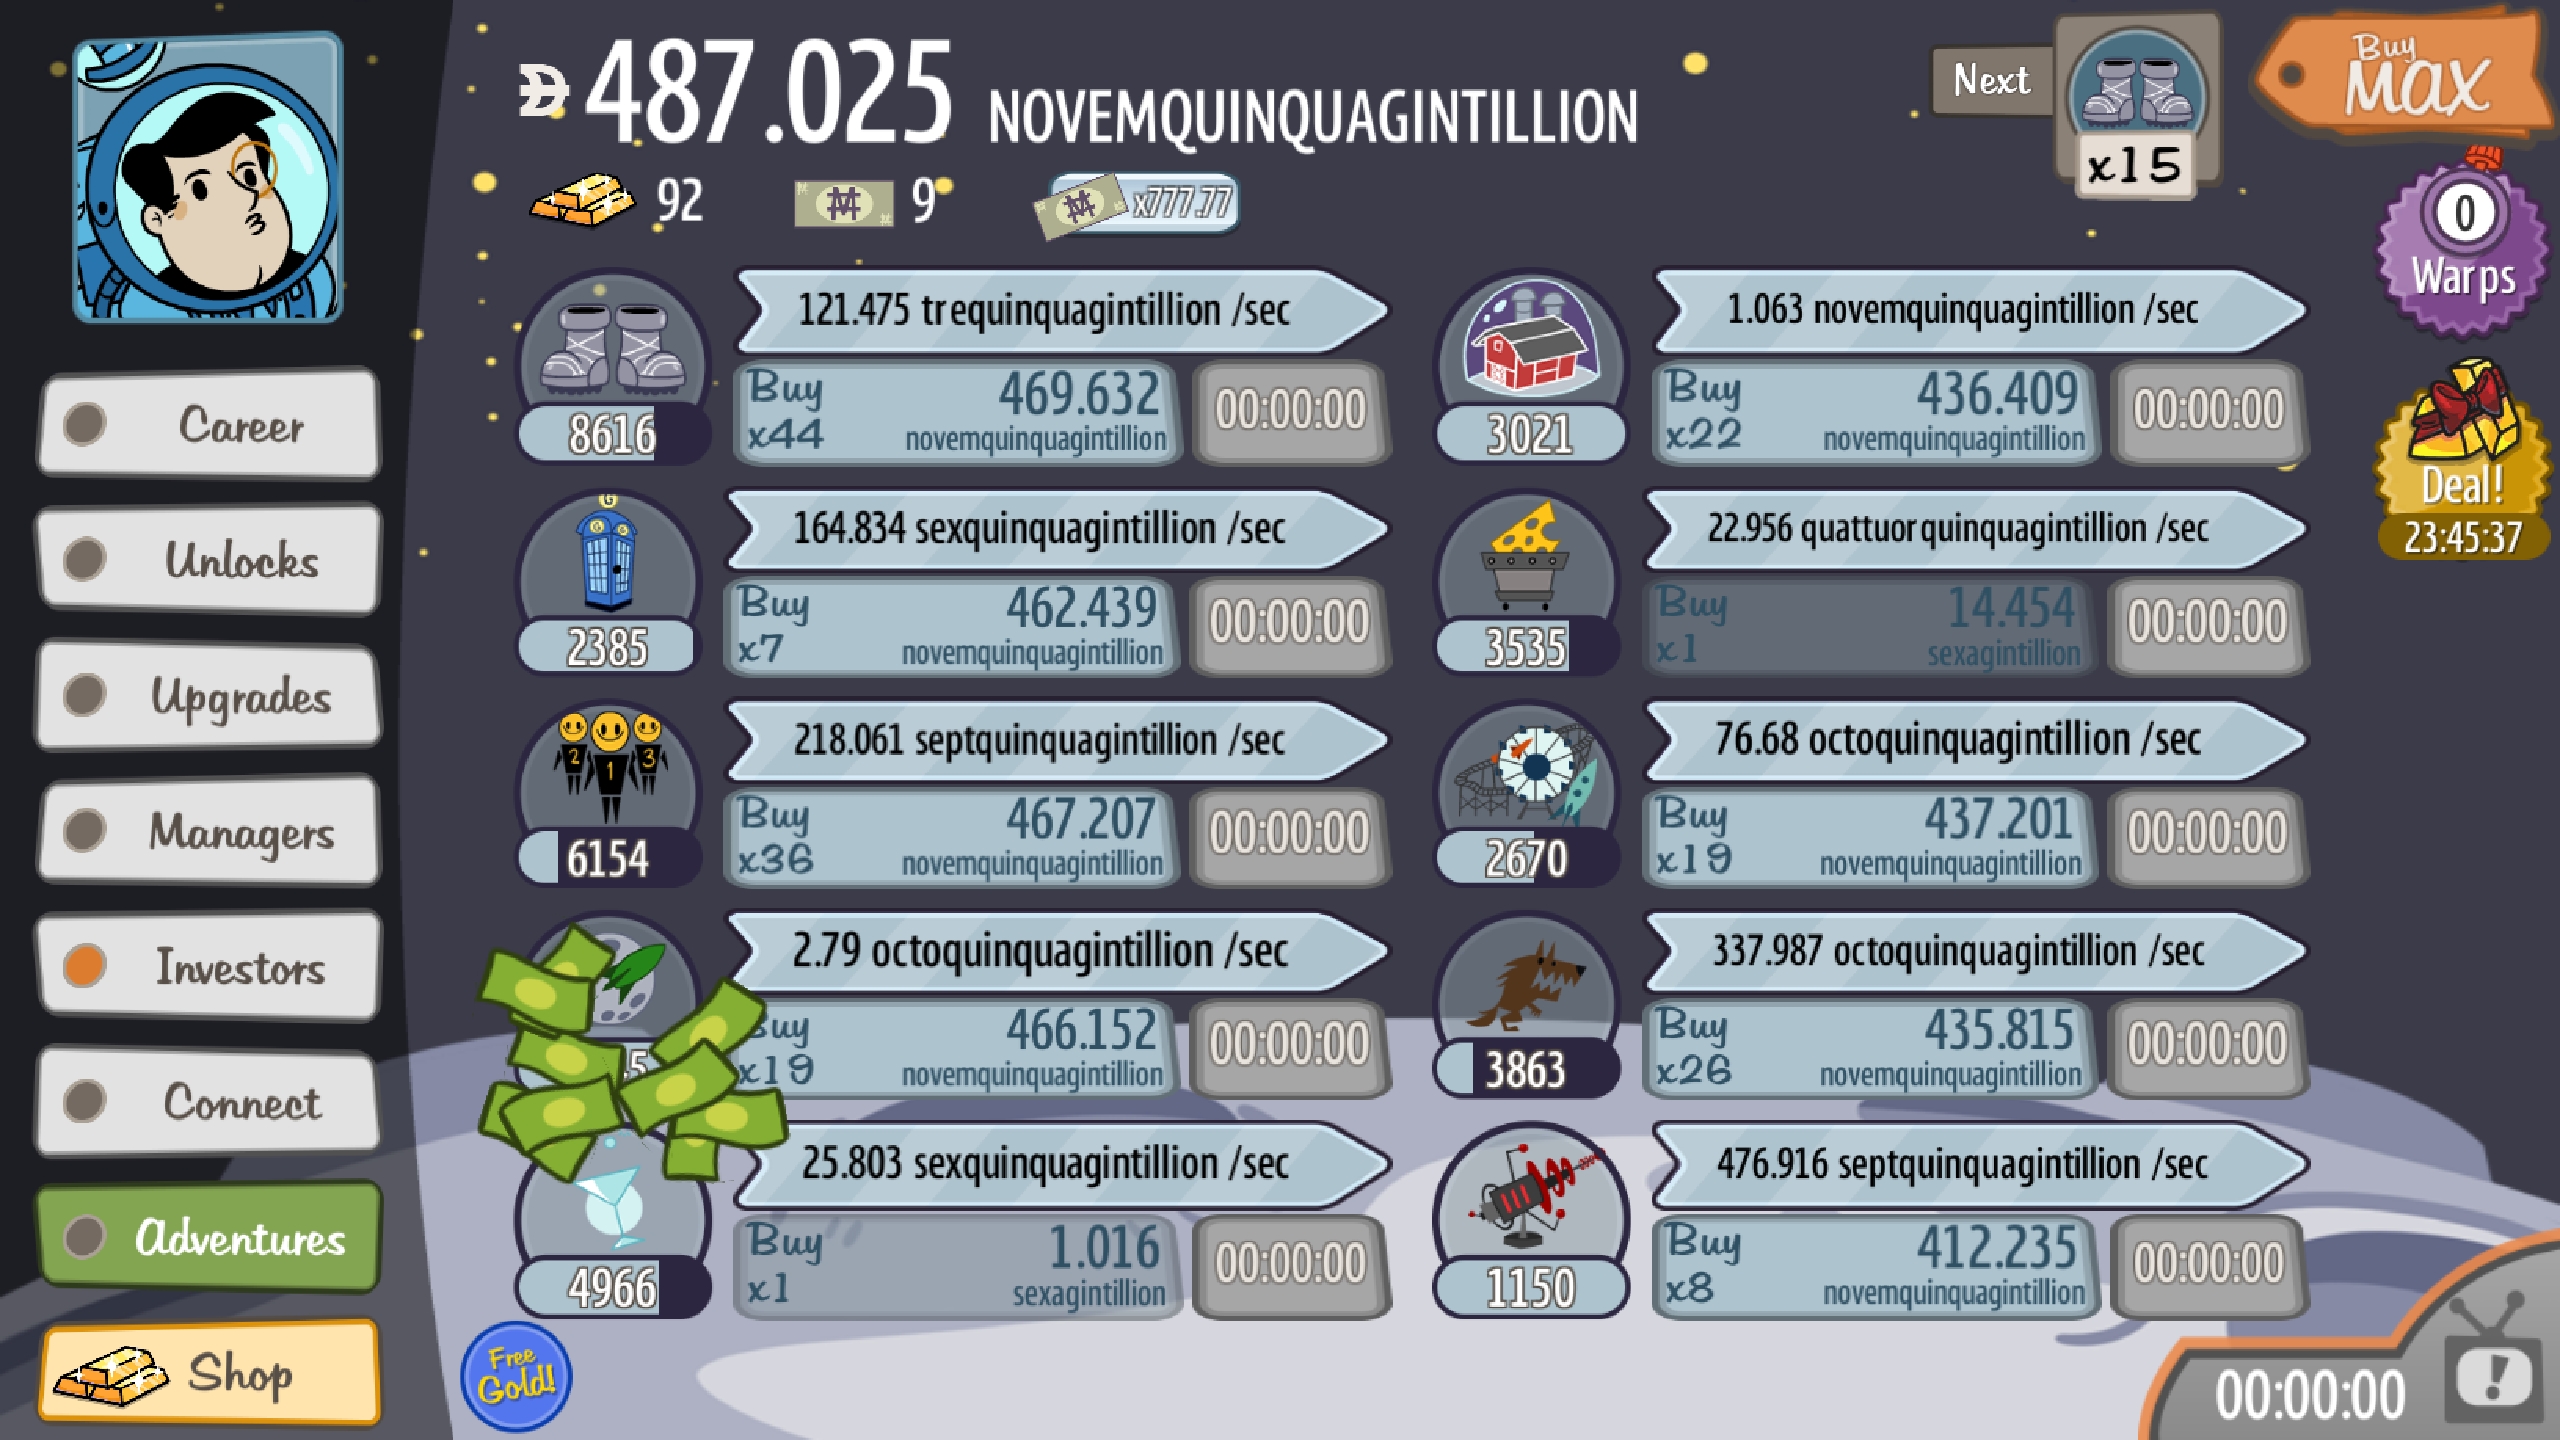 487.025 NOVEMQUINQUAGINTILLION
Next
x15
Buy
MAX
92
9
x777.77
0
Warps
Deal!
23:45:37
Career
Unlocks
Upgrades
Managers
Investors
Connect
Adventures
Shop
121.475 trequinquagintillion /sec
8616
Buy
x44
469.632
novemquinquagintillion
00:00:00
1.063 novemquinquagintillion /sec
3021
Buy
x22
436.409
novemquinquagintillion
00:00:00
G
G G
164.834 sexquinquagintillion /sec
2385
Buy
x7
462.439
novemquinquagintillion
00:00:00
22.956 quattuorquinquagintillion /sec
3535
Buy
x1
14.454
sexagintillion
00:00:00
2 1 3
218.061 septquinquagintillion /sec
6154
Buy
x36
467.207
novemquinquagintillion
00:00:00
76.68 octoquinquagintillion /sec
2670
Buy
x19
437.201
novemquinquagintillion
00:00:00
2.79 octoquinquagintillion /sec
Buy
x19
466.152
novemquinquagintillion
00:00:00
337.987 octoquinquagintillion /sec
3863
Buy
x26
435.815
novemquinquagintillion
00:00:00
25.803 sexquinquagintillion /sec
4966
Buy
x1
1.016
sexagintillion
00:00:00
476.916 septquinquagintillion /sec
1150
Buy
x8
412.235
novemquinquagintillion
00:00:00
Free
Gold!
00:00:00
!